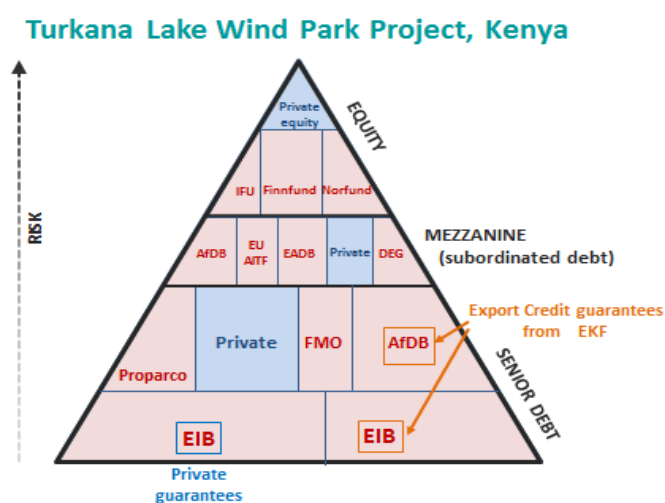 Turkana Lake Wind Park Project, Kenya
RISK
Private
equity
EQUITY
IFU
Finnfund
Norfund
AfDB
EU
AITF
EADB
Private
DEG
MEZZANINE
(subordinated debt)
Proparco
Private
FMO
AfDB
Export Credit guarantees
from EKF
SENIOR DEBT
EIB
EIB
Private
guarantees